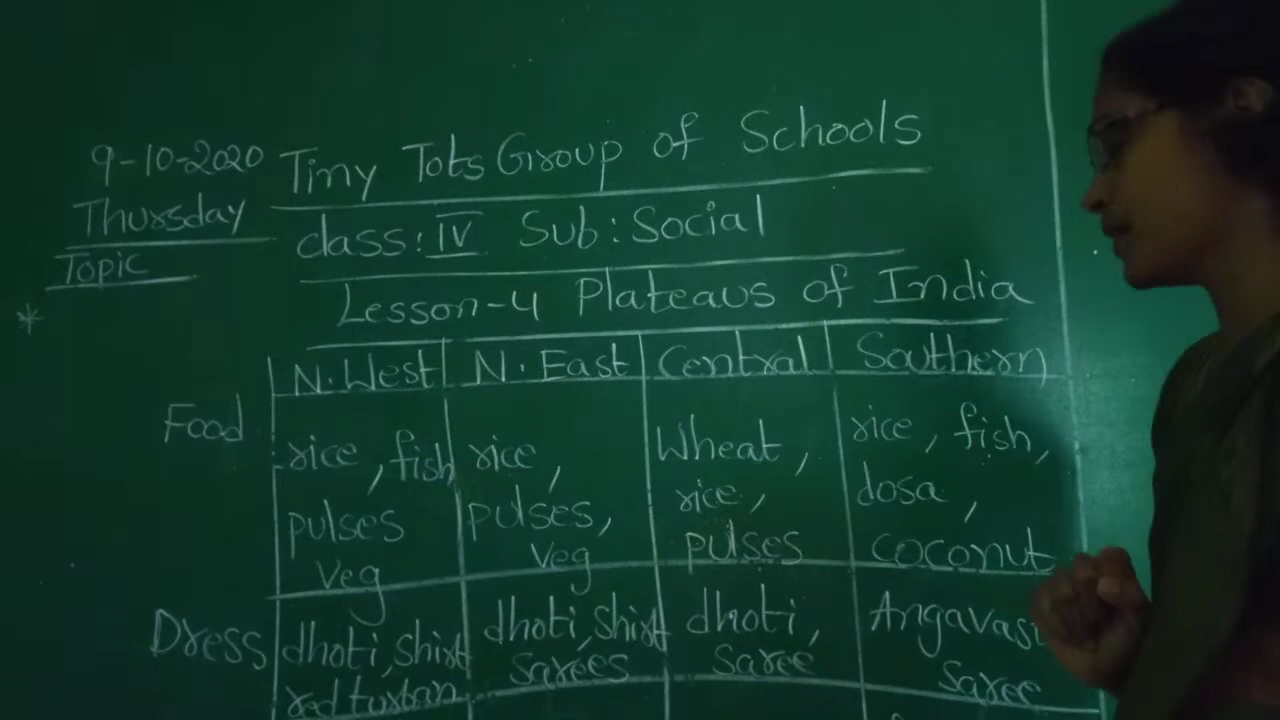 9-10-2020 Tiny Tots Group of Schools
Thursday class: IV Sub: Social
Topic
* Lesson-4 Plateaus of India
N.West N.East Central Southern
Food rice, fish rice, Wheat, rice, fish,
pulses pulses, rice, dosa,
Veg Veg pulses coconut
Dress dhoti, shirt dhoti, shirt dhoti, Angavas
red turban sarees saree saree